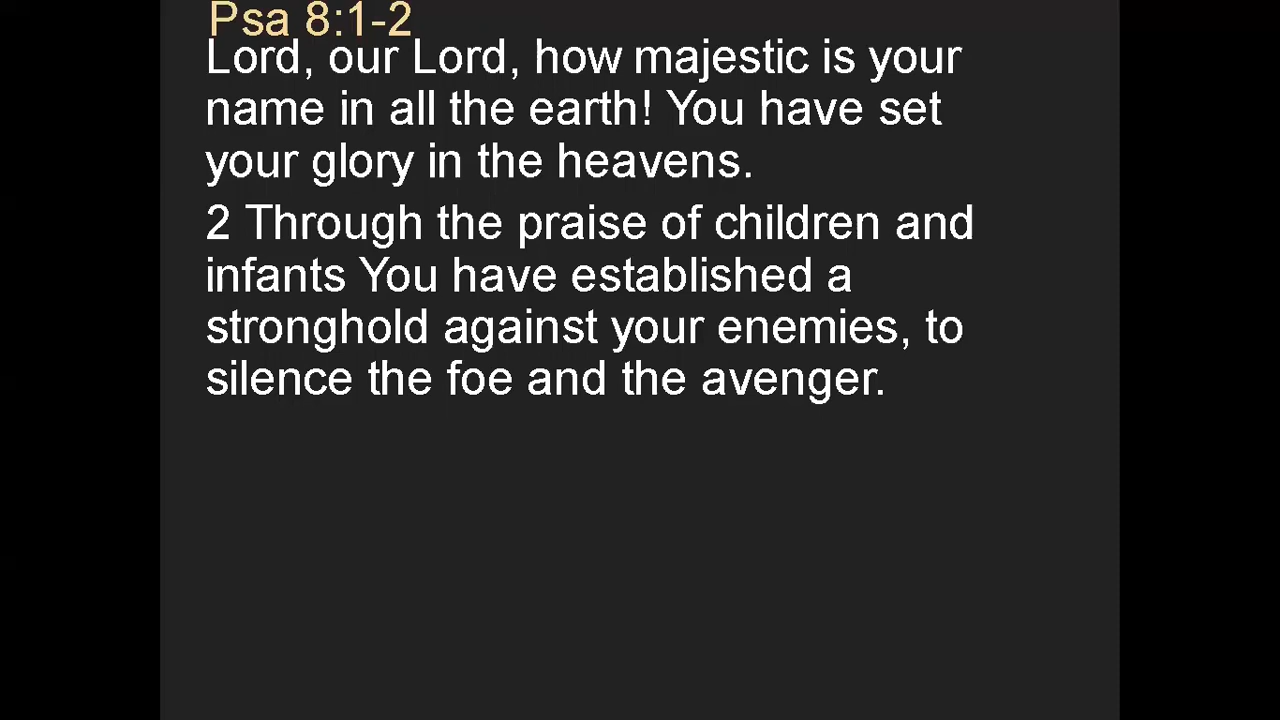 Psa 8:1-2
Lord, our Lord, how majestic is your
name in all the earth! You have set
your glory in the heavens.
2 Through the praise of children and
infants You have established a
stronghold against your enemies, to
silence the foe and the avenger.